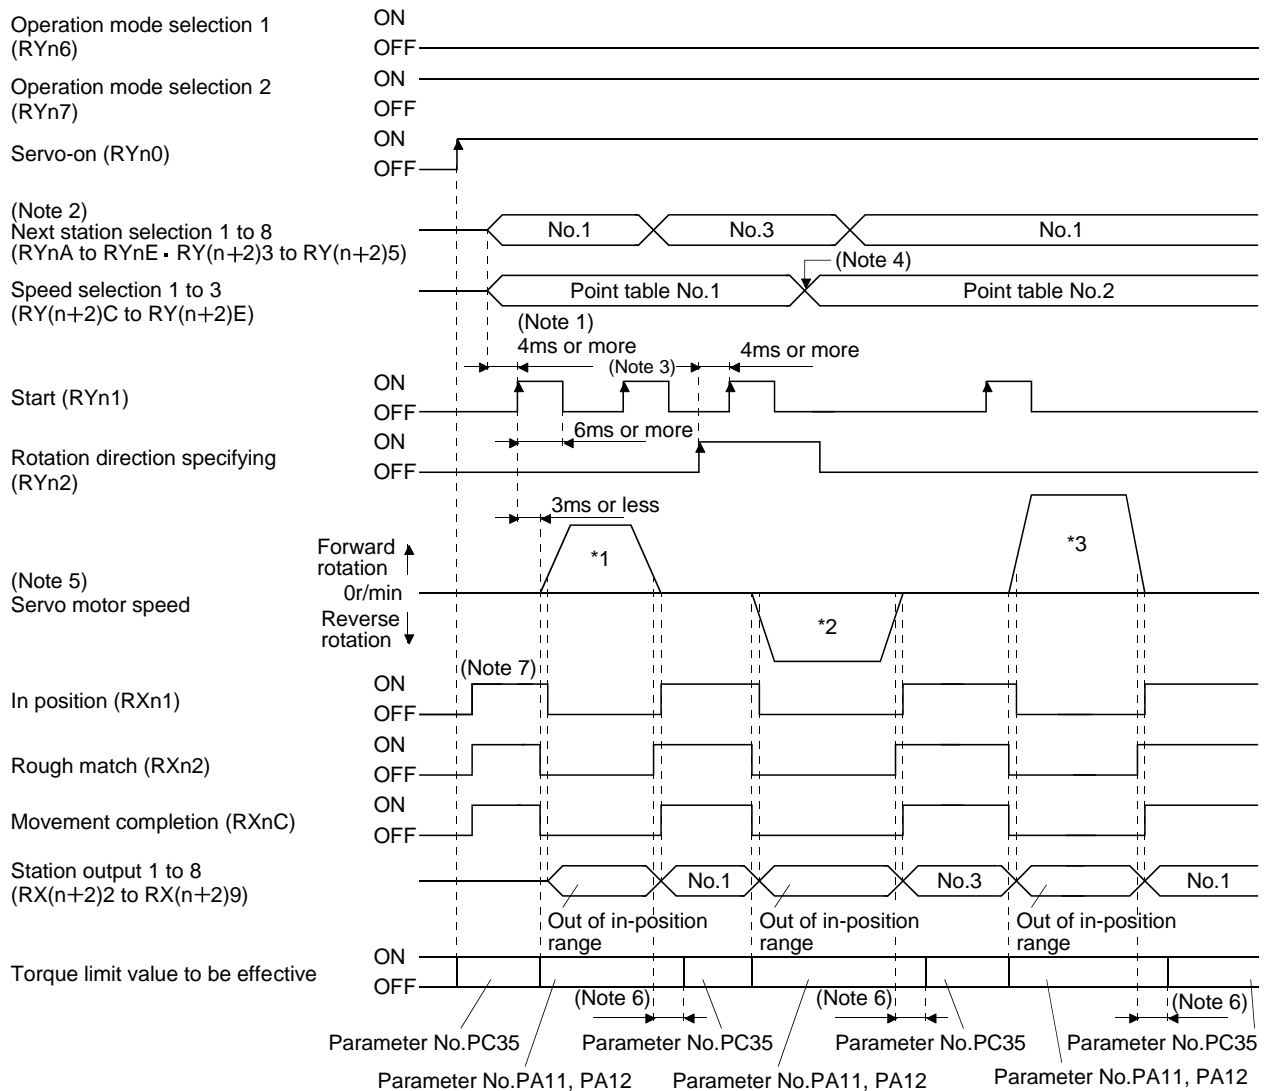 Operation mode selection 1
(RYn6)
ON
OFF
Operation mode selection 2
(RYn7)
ON
OFF
Servo-on (RYn0)
ON
OFF
(Note 2)
Next station selection 1 to 8
(RYnA to RYnE · RY(n+2)3 to RY(n+2)5)
No.1
No.3
No.1
(Note 4)
Speed selection 1 to 3
(RY(n+2)C to RY(n+2)E)
Point table No.1
Point table No.2
(Note 1)
4ms or more
(Note 3)
4ms or more
Start (RYn1)
ON
OFF
6ms or more
Rotation direction specifying
(RYn2)
ON
OFF
3ms or less
(Note 5)
Servo motor speed
Forward
rotation
0r/min
Reverse
rotation
*1
*2
*3
(Note 7)
In position (RXn1)
ON
OFF
Rough match (RXn2)
ON
OFF
Movement completion (RXnC)
ON
OFF
Station output 1 to 8
(RX(n+2)2 to RX(n+2)9)
No.1
No.3
No.1
Out of in-position
range
Out of in-position
range
Out of in-position
range
Torque limit value to be effective
ON
OFF
(Note 6)
(Note 6)
(Note 6)
Parameter No.PC35
Parameter No.PC35
Parameter No.PC35
Parameter No.PC35
Parameter No.PA11, PA12
Parameter No.PA11, PA12
Parameter No.PA11, PA12